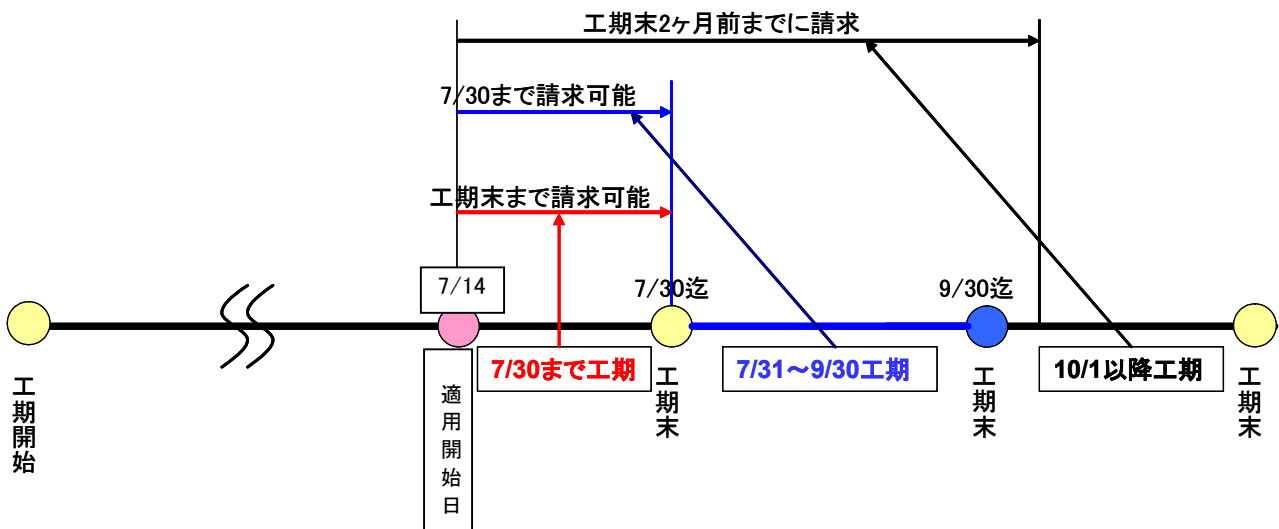 工期末2ヶ月前までに請求
7/30まで請求可能
工期末まで請求可能
7/14
7/30迄
9/30迄
7/30まで工期
7/31～9/30工期
10/1以降工期
工期開始
適用開始日
工期末
工期末
工期末